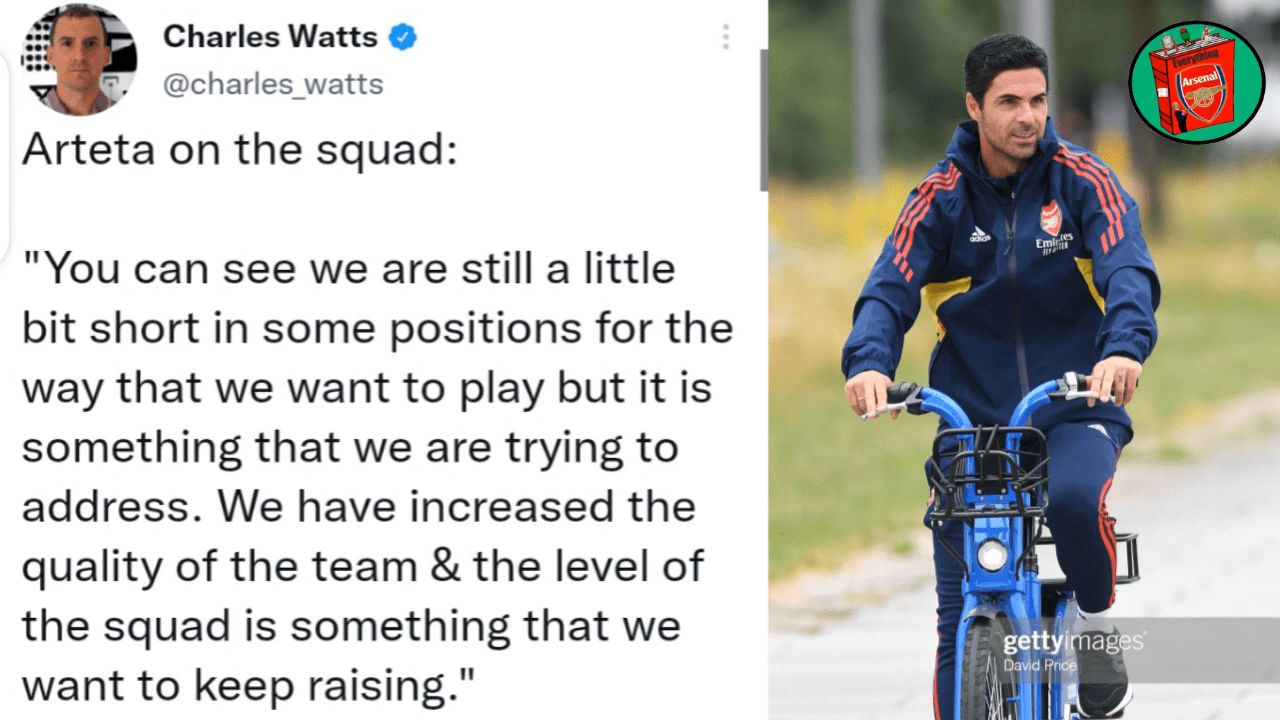 Charles Watts
@charles_watts
Arteta on the squad:
"You can see we are still a little
bit short in some positions for the
way that we want to play but it is
something that we are trying to
address. We have increased the
quality of the team & the level of
the squad is something that we
want to keep raising."
Everything
Arsenal
adidas
Emirates
FLY BETTER
gettyimages
David Price